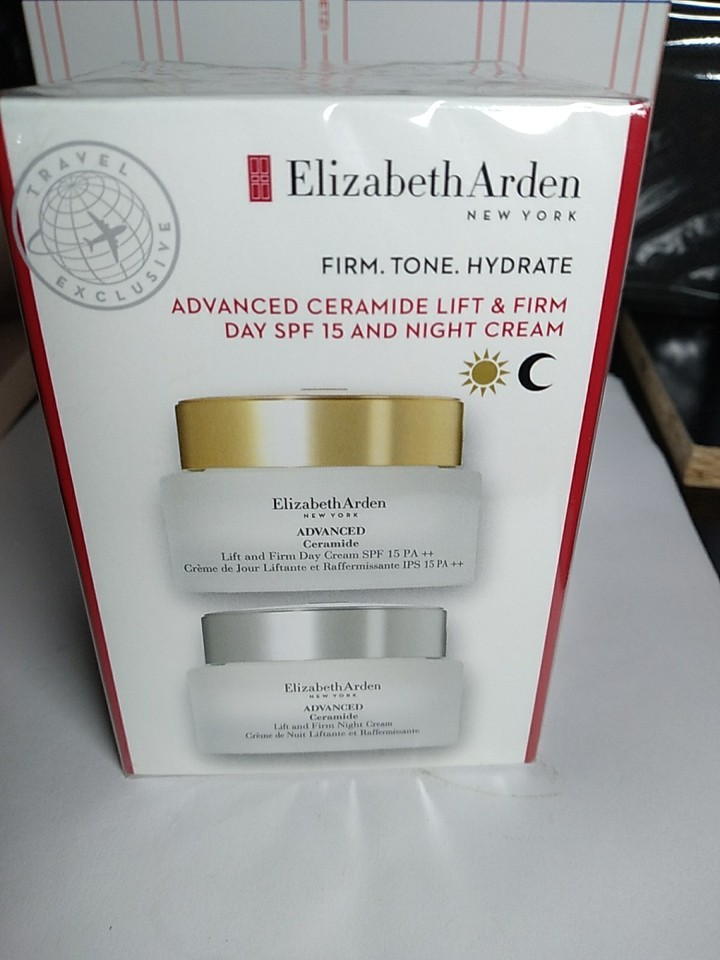 TRAVEL
EXCLUSIVE
Elizabeth Arden
NEW YORK
FIRM. TONE. HYDRATE
ADVANCED CERAMIDE LIFT & FIRM
DAY SPF 15 AND NIGHT CREAM
ElizabethArden
NEW YORK
ADVANCED
Ceramide
Lift and Firm Day Cream SPF 15 PA ++
Crème de Jour Liftante et Raffermissante IPS 15 PA ++
ElizabethArden
NEW YORK
ADVANCED
Ceramide
Lift and Firm Night Cream
Crème de Nuit Liftante et Raffermissante